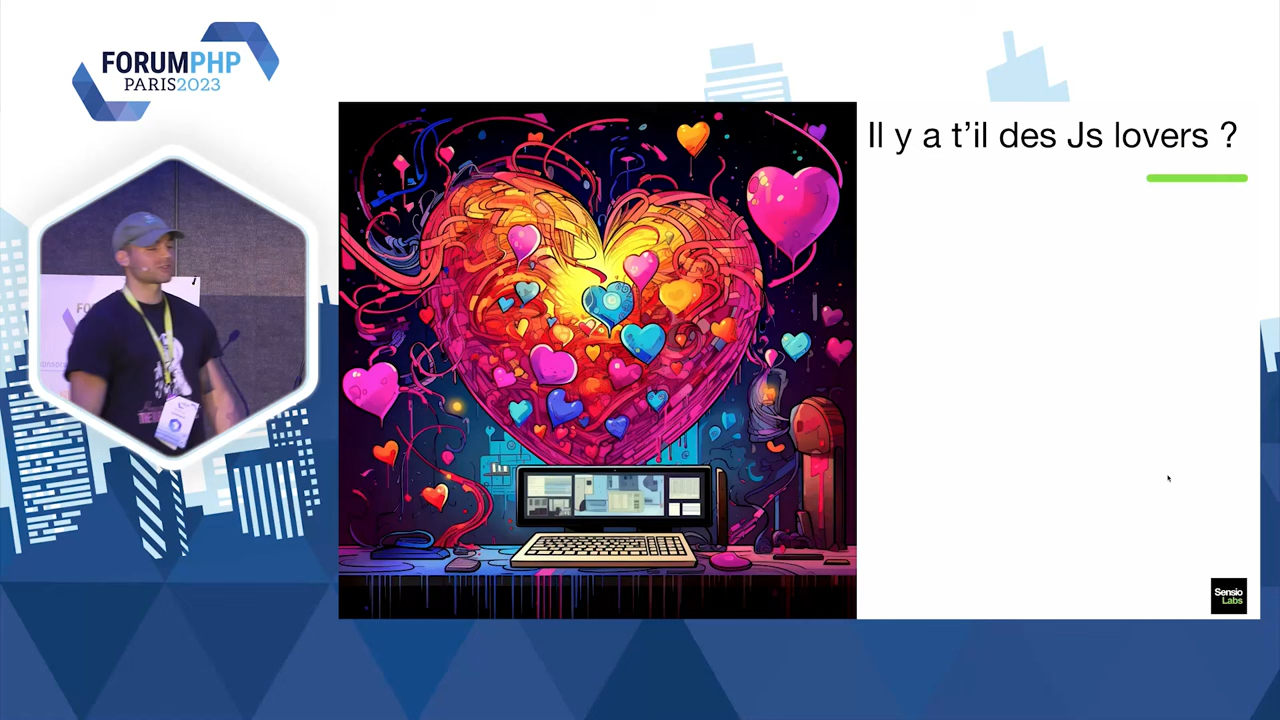 FORUMPHP
PARIS2023
Il y a t'il des Js lovers ?
Sensio
Labs